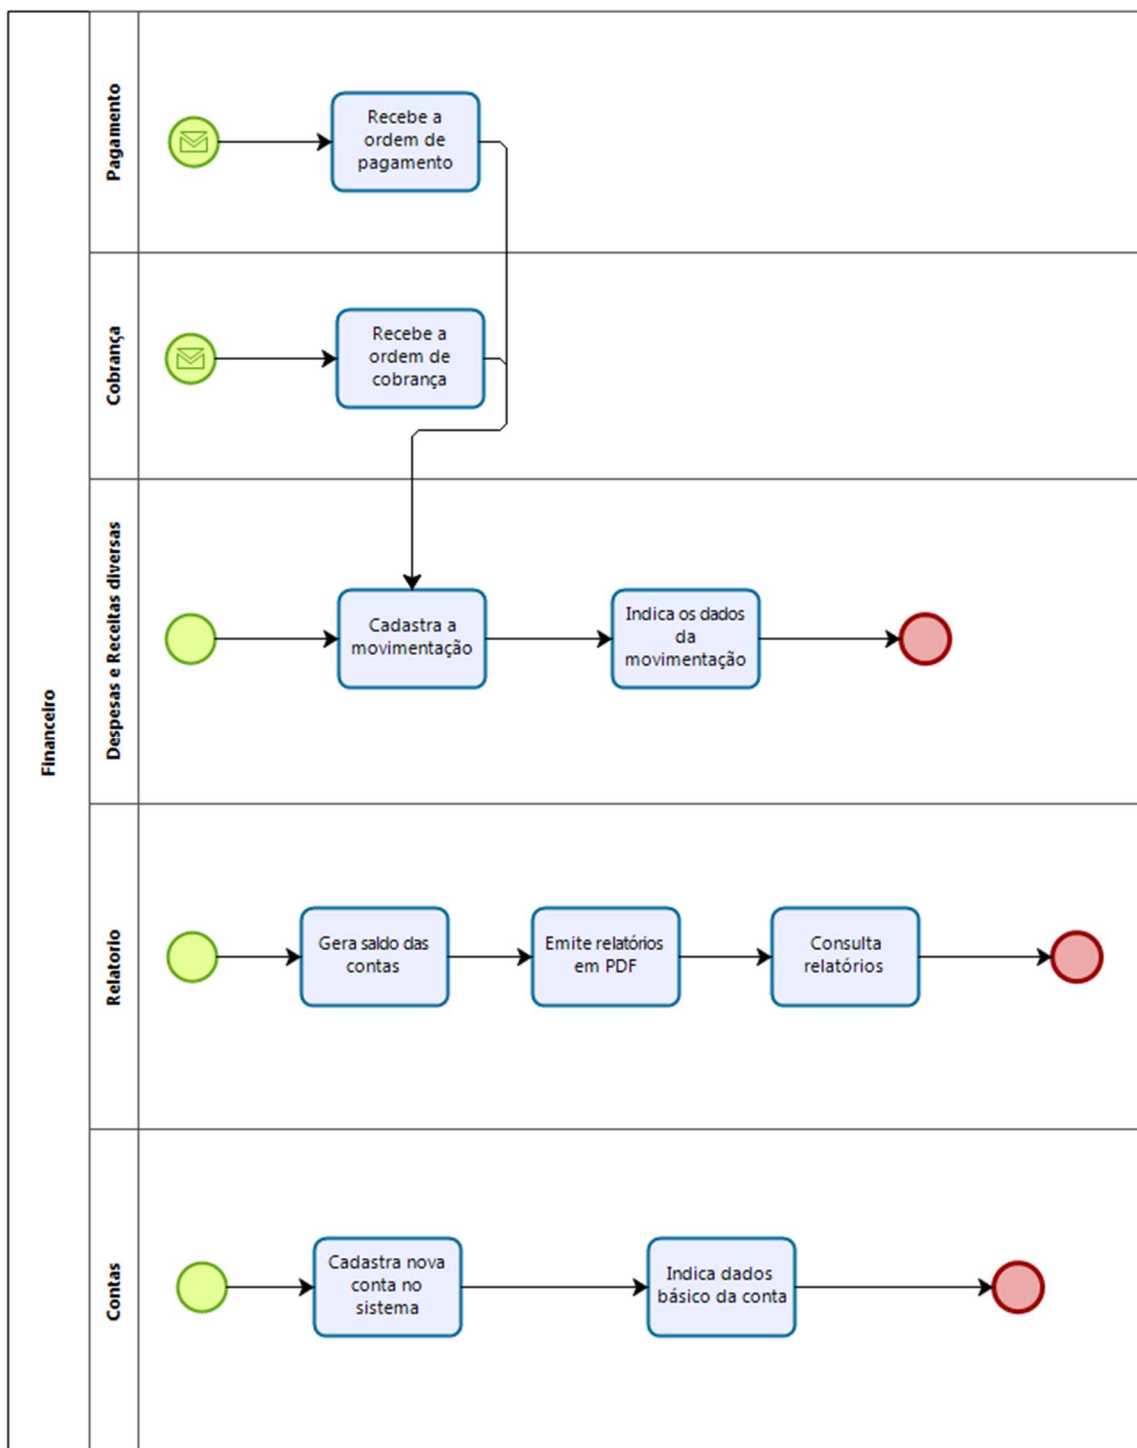 Financeiro
Pagamento
Recebe a
ordem de
pagamento
Cobrança
Recebe a
ordem de
cobrança
Despesas e Receitas diversas
Cadastra a
movimentação
Indica os dados
da
movimentação
Relatorio
Gera saldo das
contas
Emite relatórios
em PDF
Consulta
relatórios
Contas
Cadastra nova
conta no
sistema
Indica dados
básico da conta